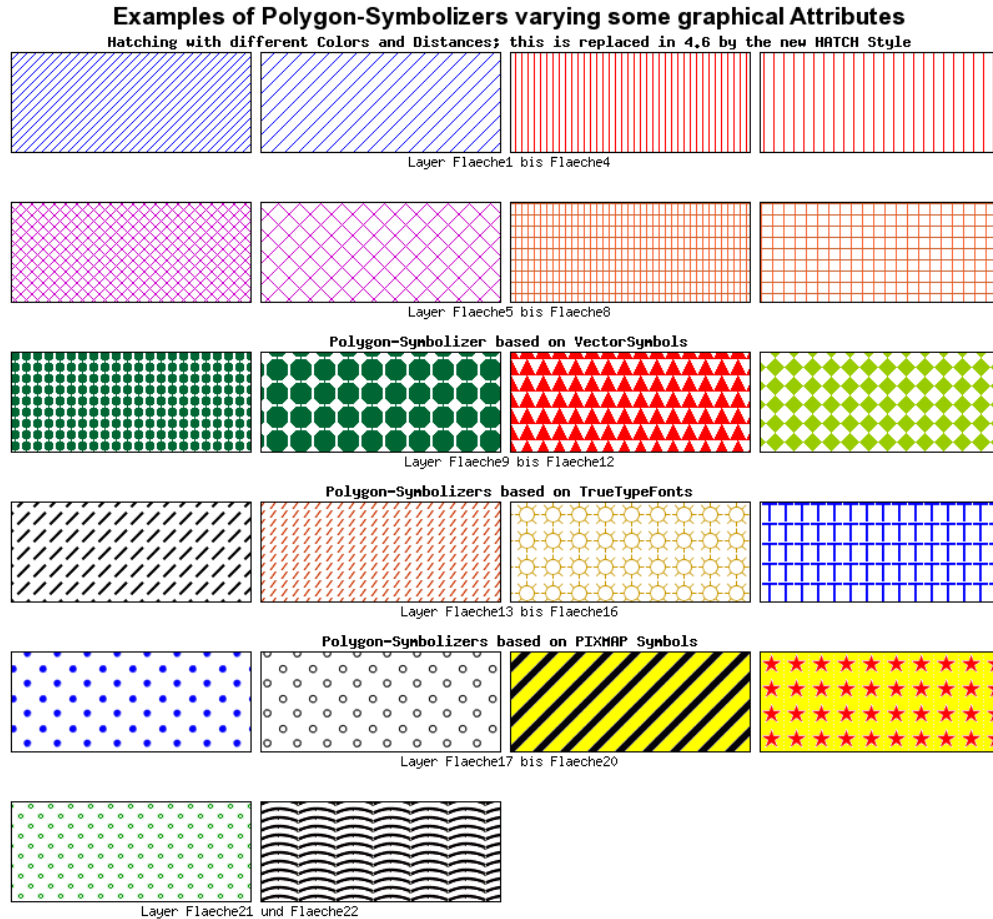 Examples of Polygon-Symbolizers varying some graphical Attributes
Hatching with different Colors and Distances; this is replaced in 4.6 by the new HATCH Style
Layer Flaeche1 bis Flaeche4
Layer Flaeche5 bis Flaeche8
Polygon-Symbolizer based on VectorSymbols
Layer Flaeche9 bis Flaeche12
Polygon-Symbolizers based on TrueTypeFonts
Layer Flaeche13 bis Flaeche16
Polygon-Symbolizers based on PIXMAP Symbols
Layer Flaeche17 bis Flaeche20
Layer Flaeche21 und Flaeche22